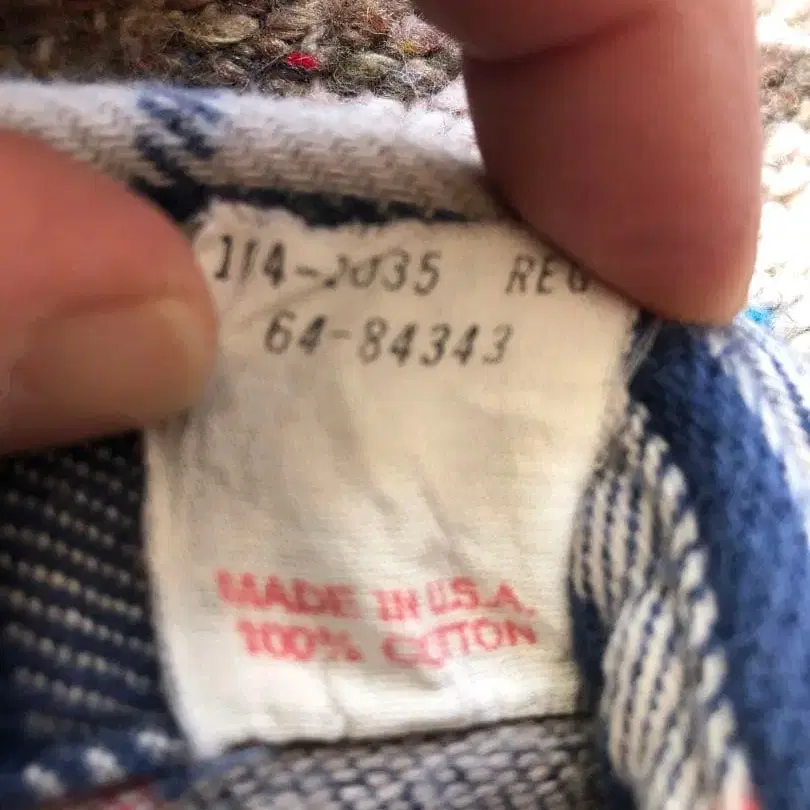 114-2035 REG
64-84343
MADE IN U.S.A.
100% COTTON